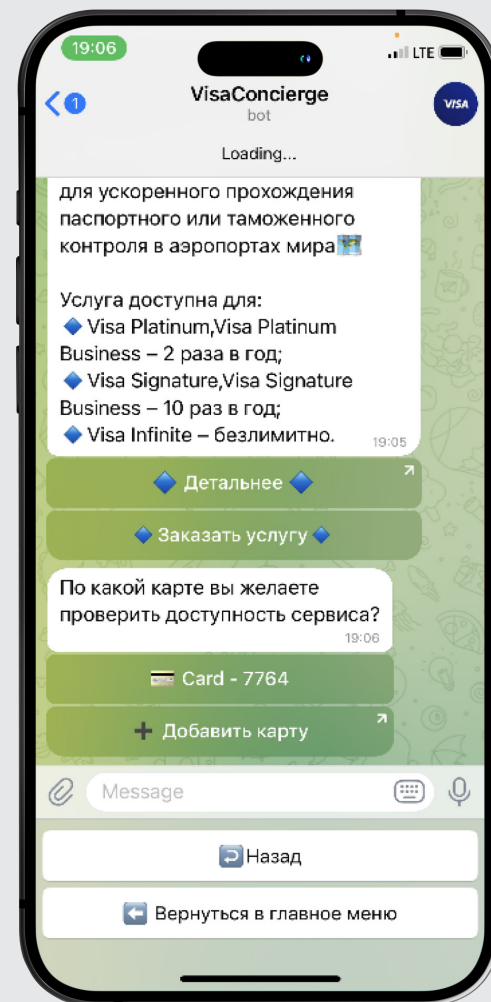 19:06
LTE
1
VisaConcierge
bot
VISA
Loading...
для ускоренного прохождения
паспортного или таможенного
контроля в аэропортах мира
Услуга доступна для:
Visa Platinum,Visa Platinum
Business – 2 раза в год;
Visa Signature,Visa Signature
Business – 10 раз в год;
Visa Infinite – безлимитно.
19:05
Детальнее
Заказать услугу
По какой карте вы желаете
проверить доступность сервиса?
19:06
Card - 7764
Добавить карту
Message
Назад
Вернуться в главное меню